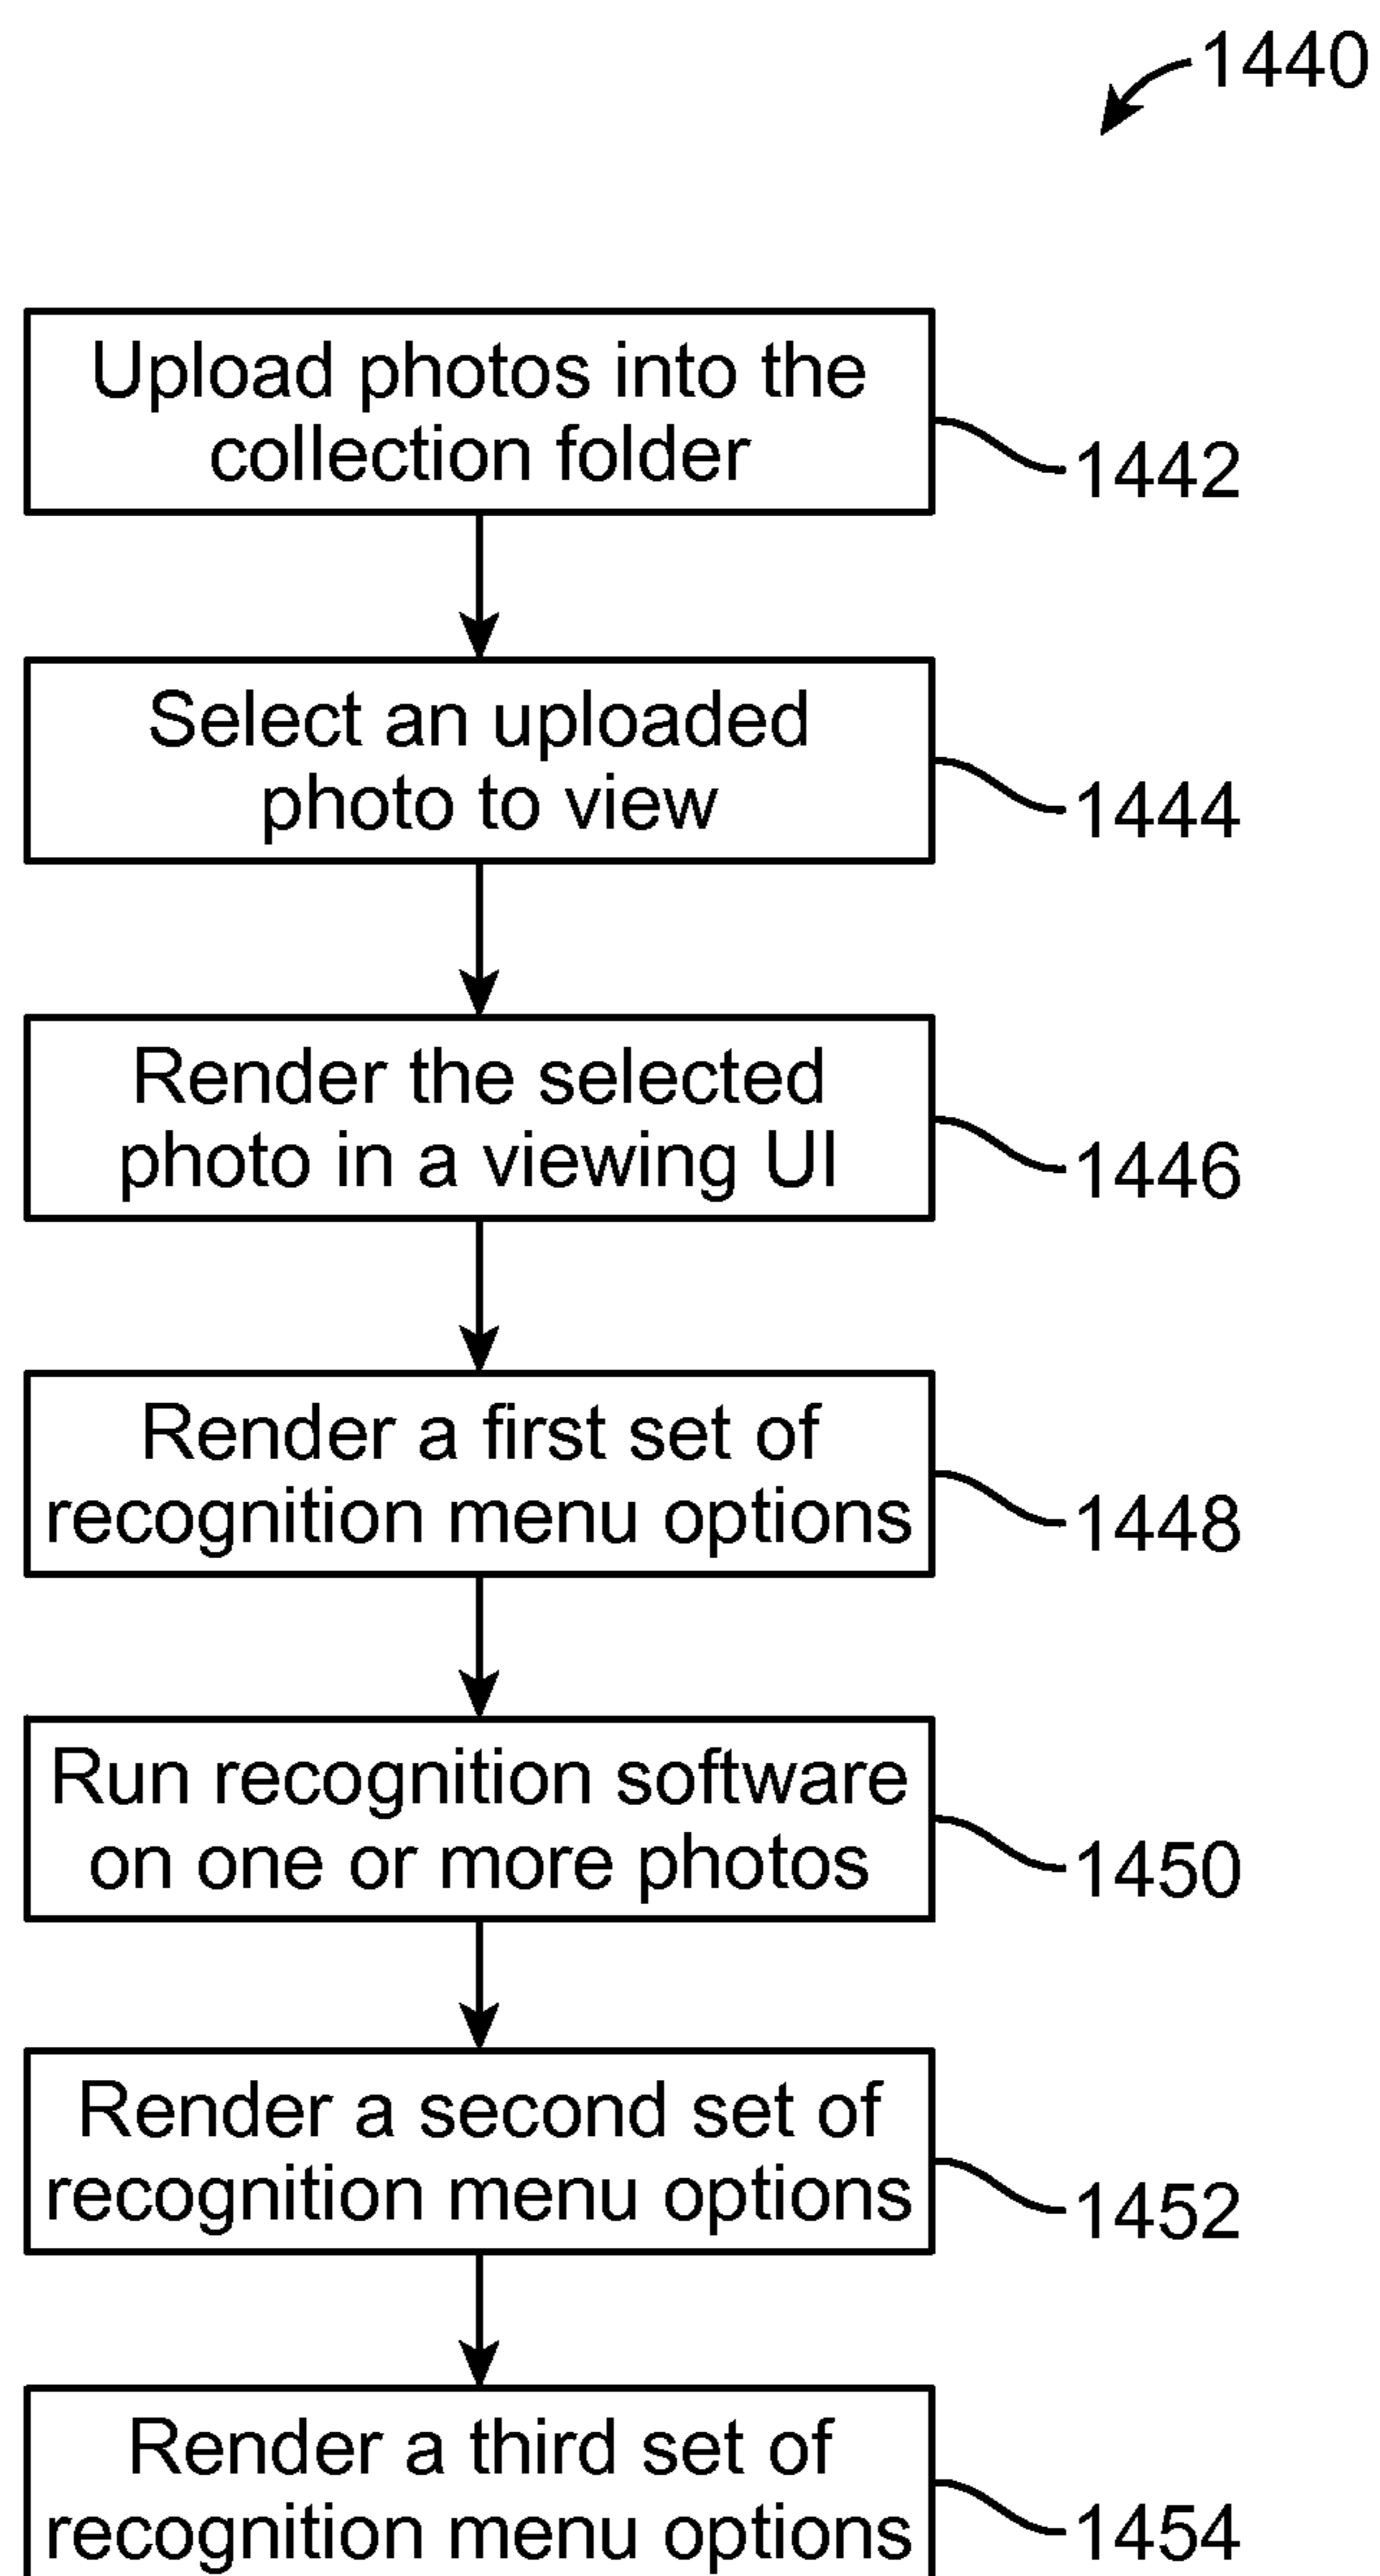 1440
Upload photos into the
collection folder
1442
Select an uploaded
photo to view
1444
Render the selected
photo in a viewing UI
1446
Render a first set of
recognition menu options
1448
Run recognition software
on one or more photos
1450
Render a second set of
recognition menu options
1452
Render a third set of
recognition menu options
1454